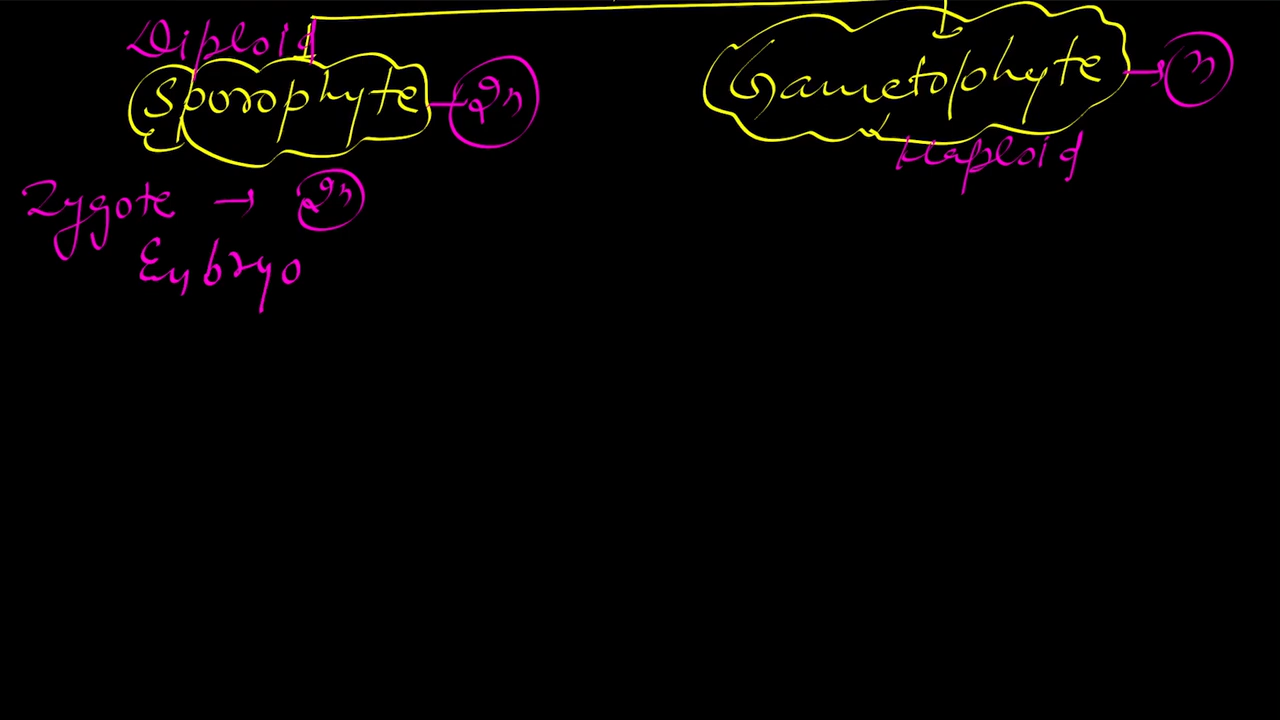 Diploid
Sporophyte → 2n
Gametophyte → n
Haploid
Zygote → 2n
Embryo